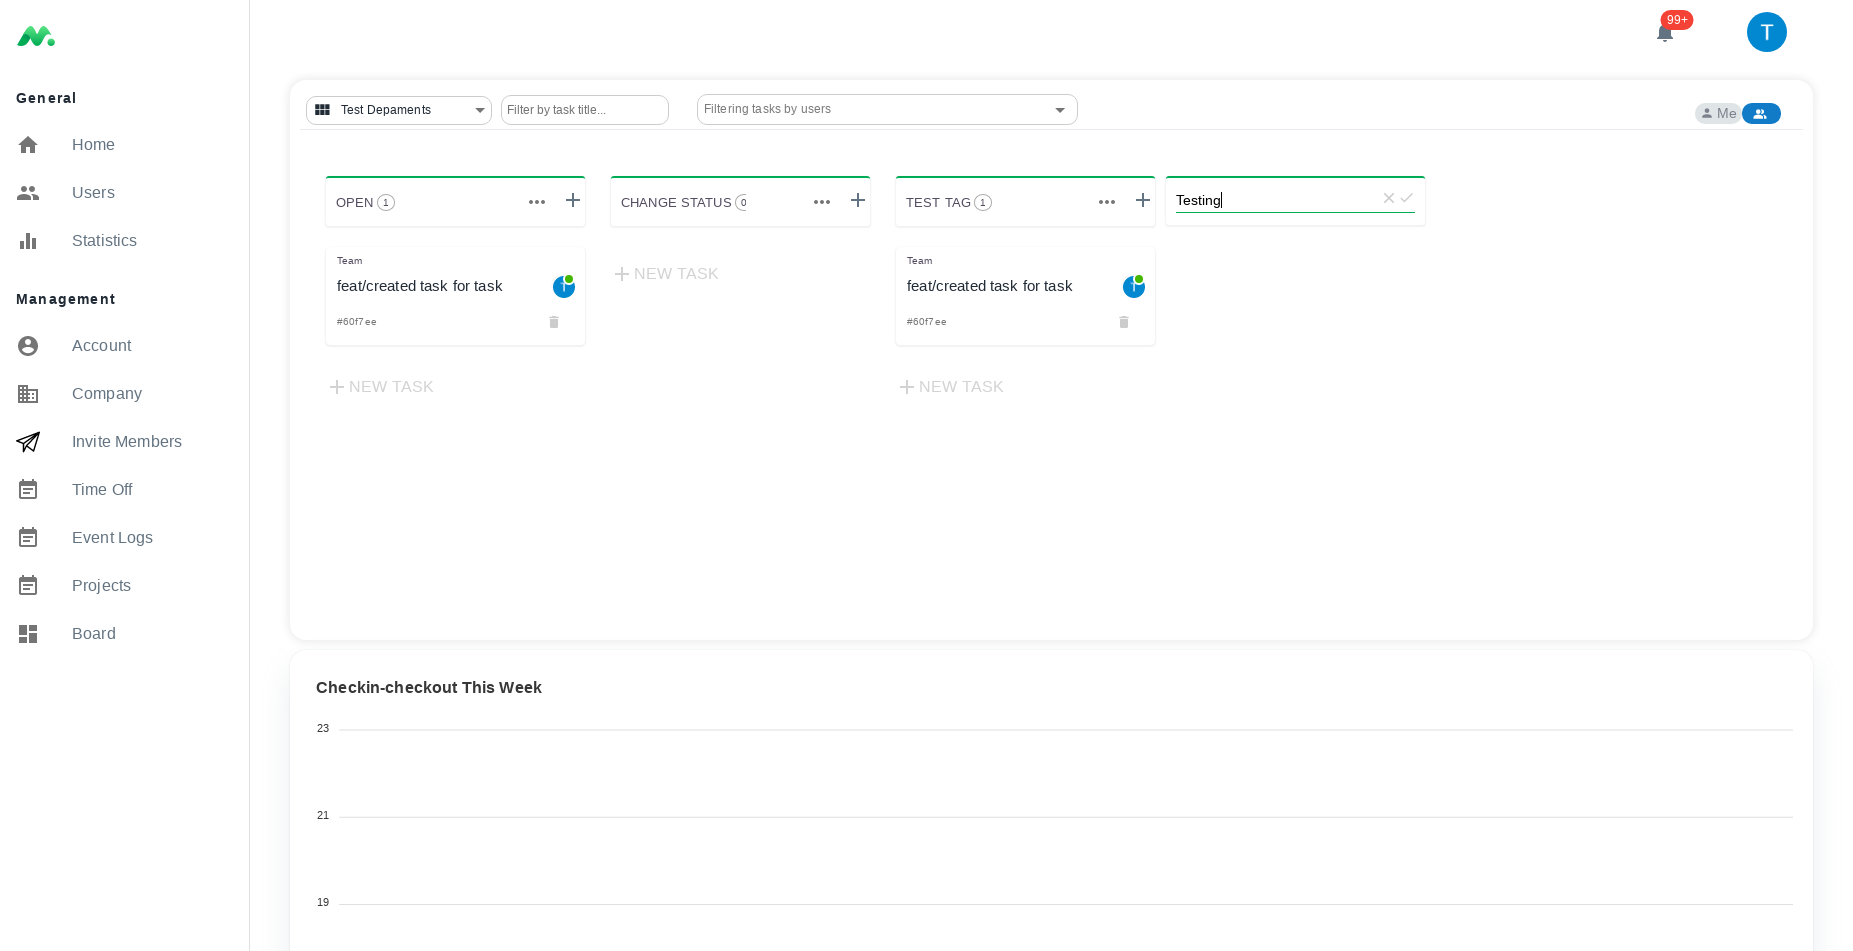 99+
T
General
Home
Users
Statistics
Management
Account
Company
Invite Members
Time Off
Event Logs
Projects
Board
Test Depaments
Filter by task title...
Filtering tasks by users
Me
OPEN 1
CHANGE STATUS 0
TEST TAG 1
Testing
Team
feat/created task for task
T
#60f7ee
NEW TASK
NEW TASK
Team
feat/created task for task
T
#60f7ee
NEW TASK
Checkin-checkout This Week
23
21
19